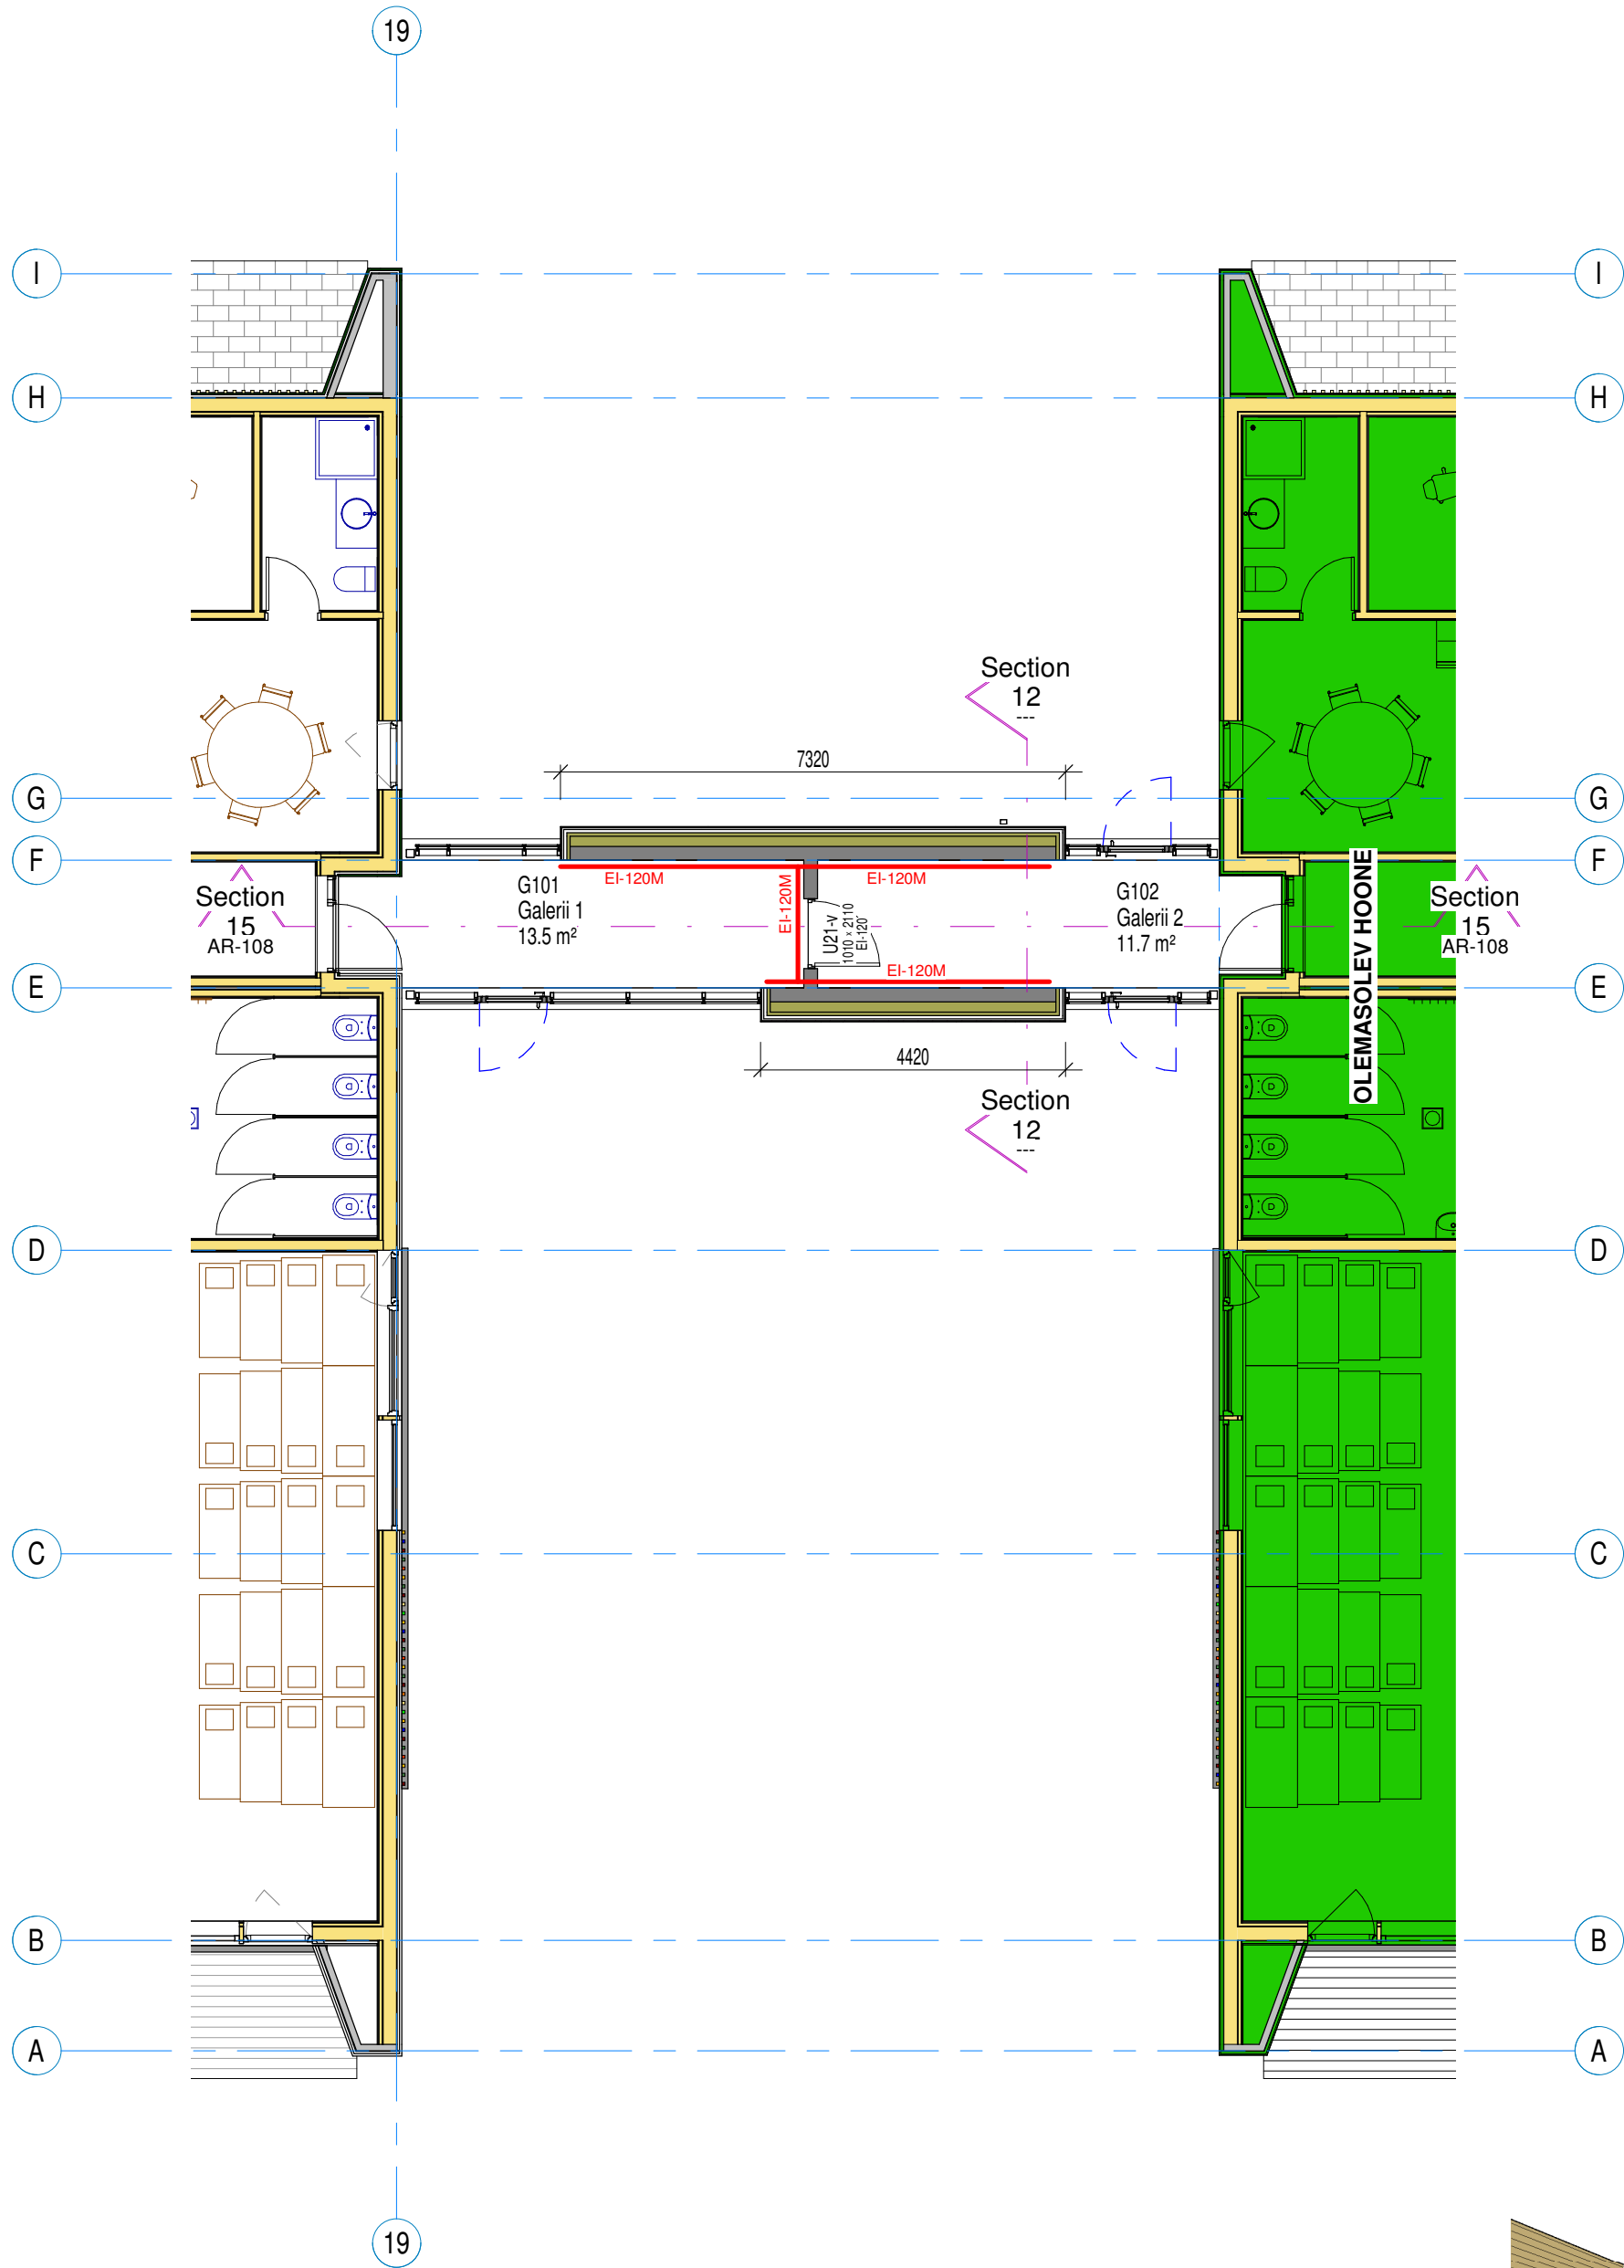 19
I
I
H
H
Section
12
---
7320
G
G
F
F
EI-120M
EI-120M
EI-120M
G101
Galerii 1
13.5 m²
U21-v
1010 x 2110
EI-120
G102
Galerii 2
11.7 m²
Section
15
AR-108
Section
15
AR-108
OLEMASOLEV HOONE
EI-120M
E
E
4420
Section
12
---
D
D
C
C
B
B
A
A
19